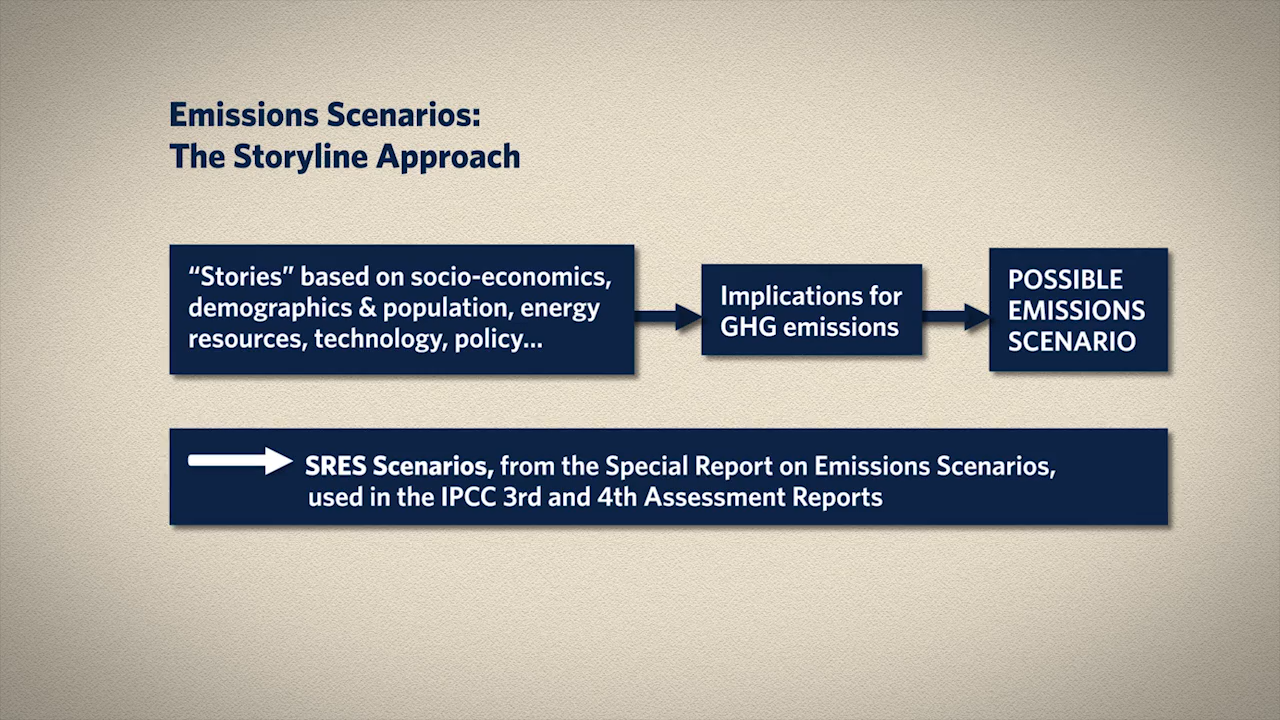 Emissions Scenarios:
The Storyline Approach
“Stories” based on socio-economics,
demographics & population, energy
resources, technology, policy...
Implications for
GHG emissions
POSSIBLE
EMISSIONS
SCENARIO
SRES Scenarios, from the Special Report on Emissions Scenarios,
used in the IPCC 3rd and 4th Assessment Reports